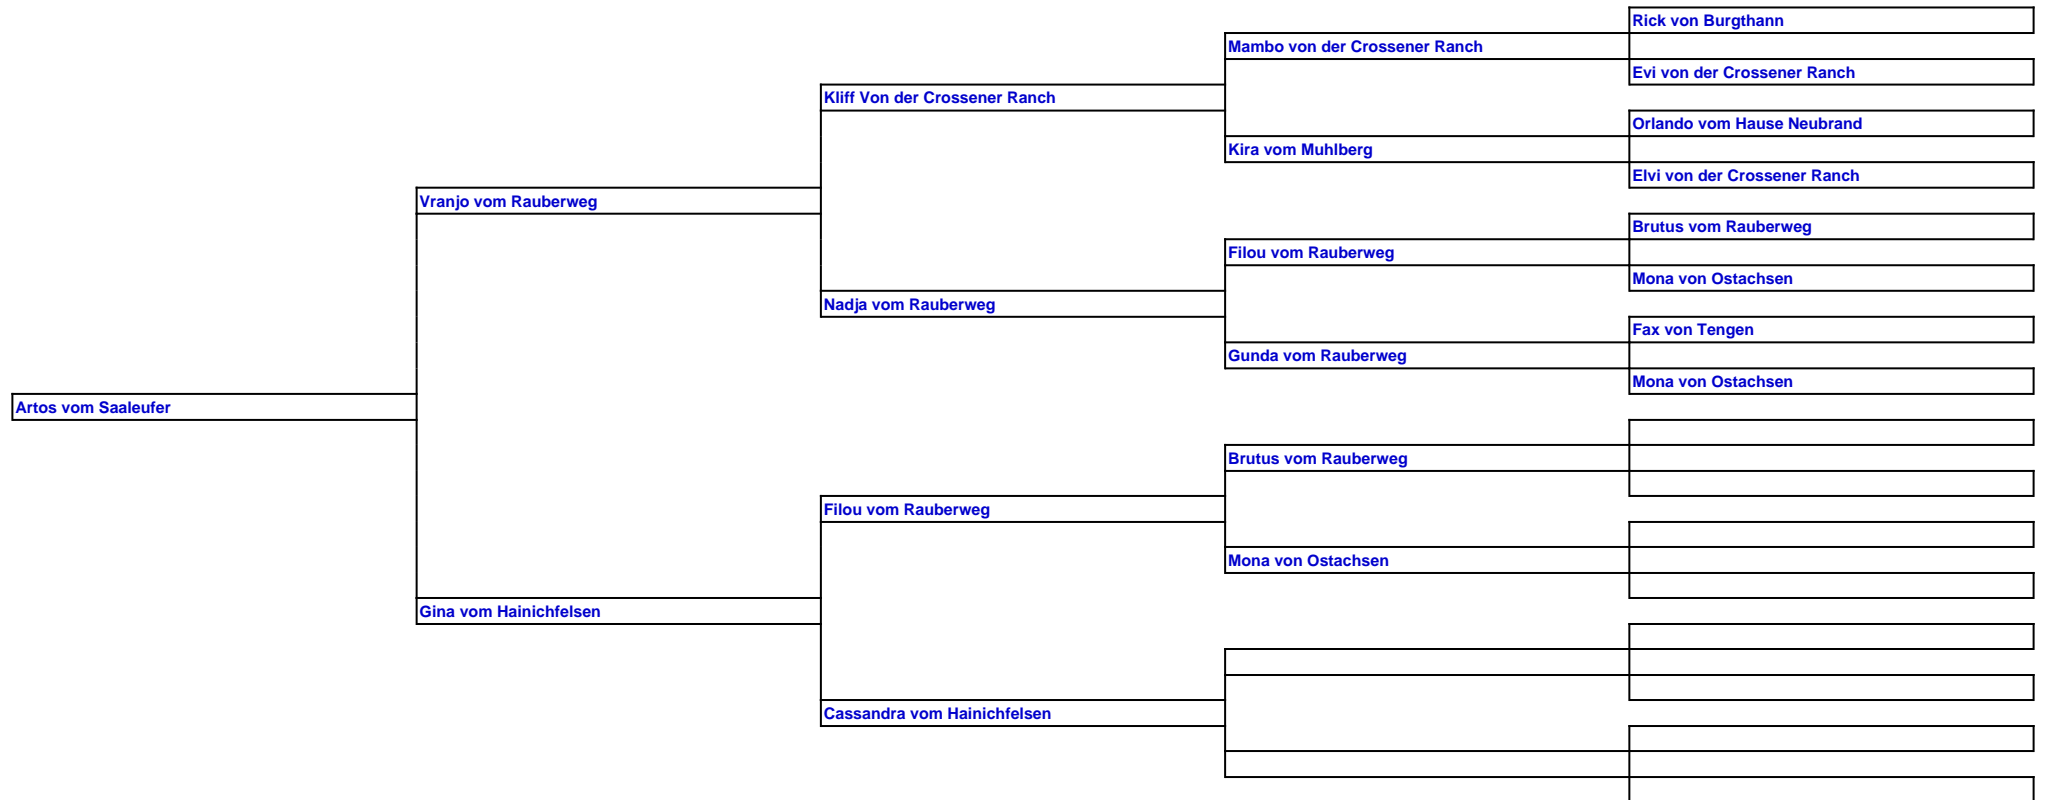 Rick von Burgthann
Mambo von der Crossener Ranch
Evi von der Crossener Ranch
Kliff Von der Crossener Ranch
Orlando vom Hause Neubrand
Kira vom Muhlberg
Elvi von der Crossener Ranch
Vranjo vom Rauberweg
Brutus vom Rauberweg
Filou vom Rauberweg
Mona von Ostachsen
Nadja vom Rauberweg
Fax von Tengen
Gunda vom Rauberweg
Mona von Ostachsen
Artos vom Saaleufer
Brutus vom Rauberweg
Filou vom Rauberweg
Mona von Ostachsen
Gina vom Hainichfelsen
Cassandra vom Hainichfelsen